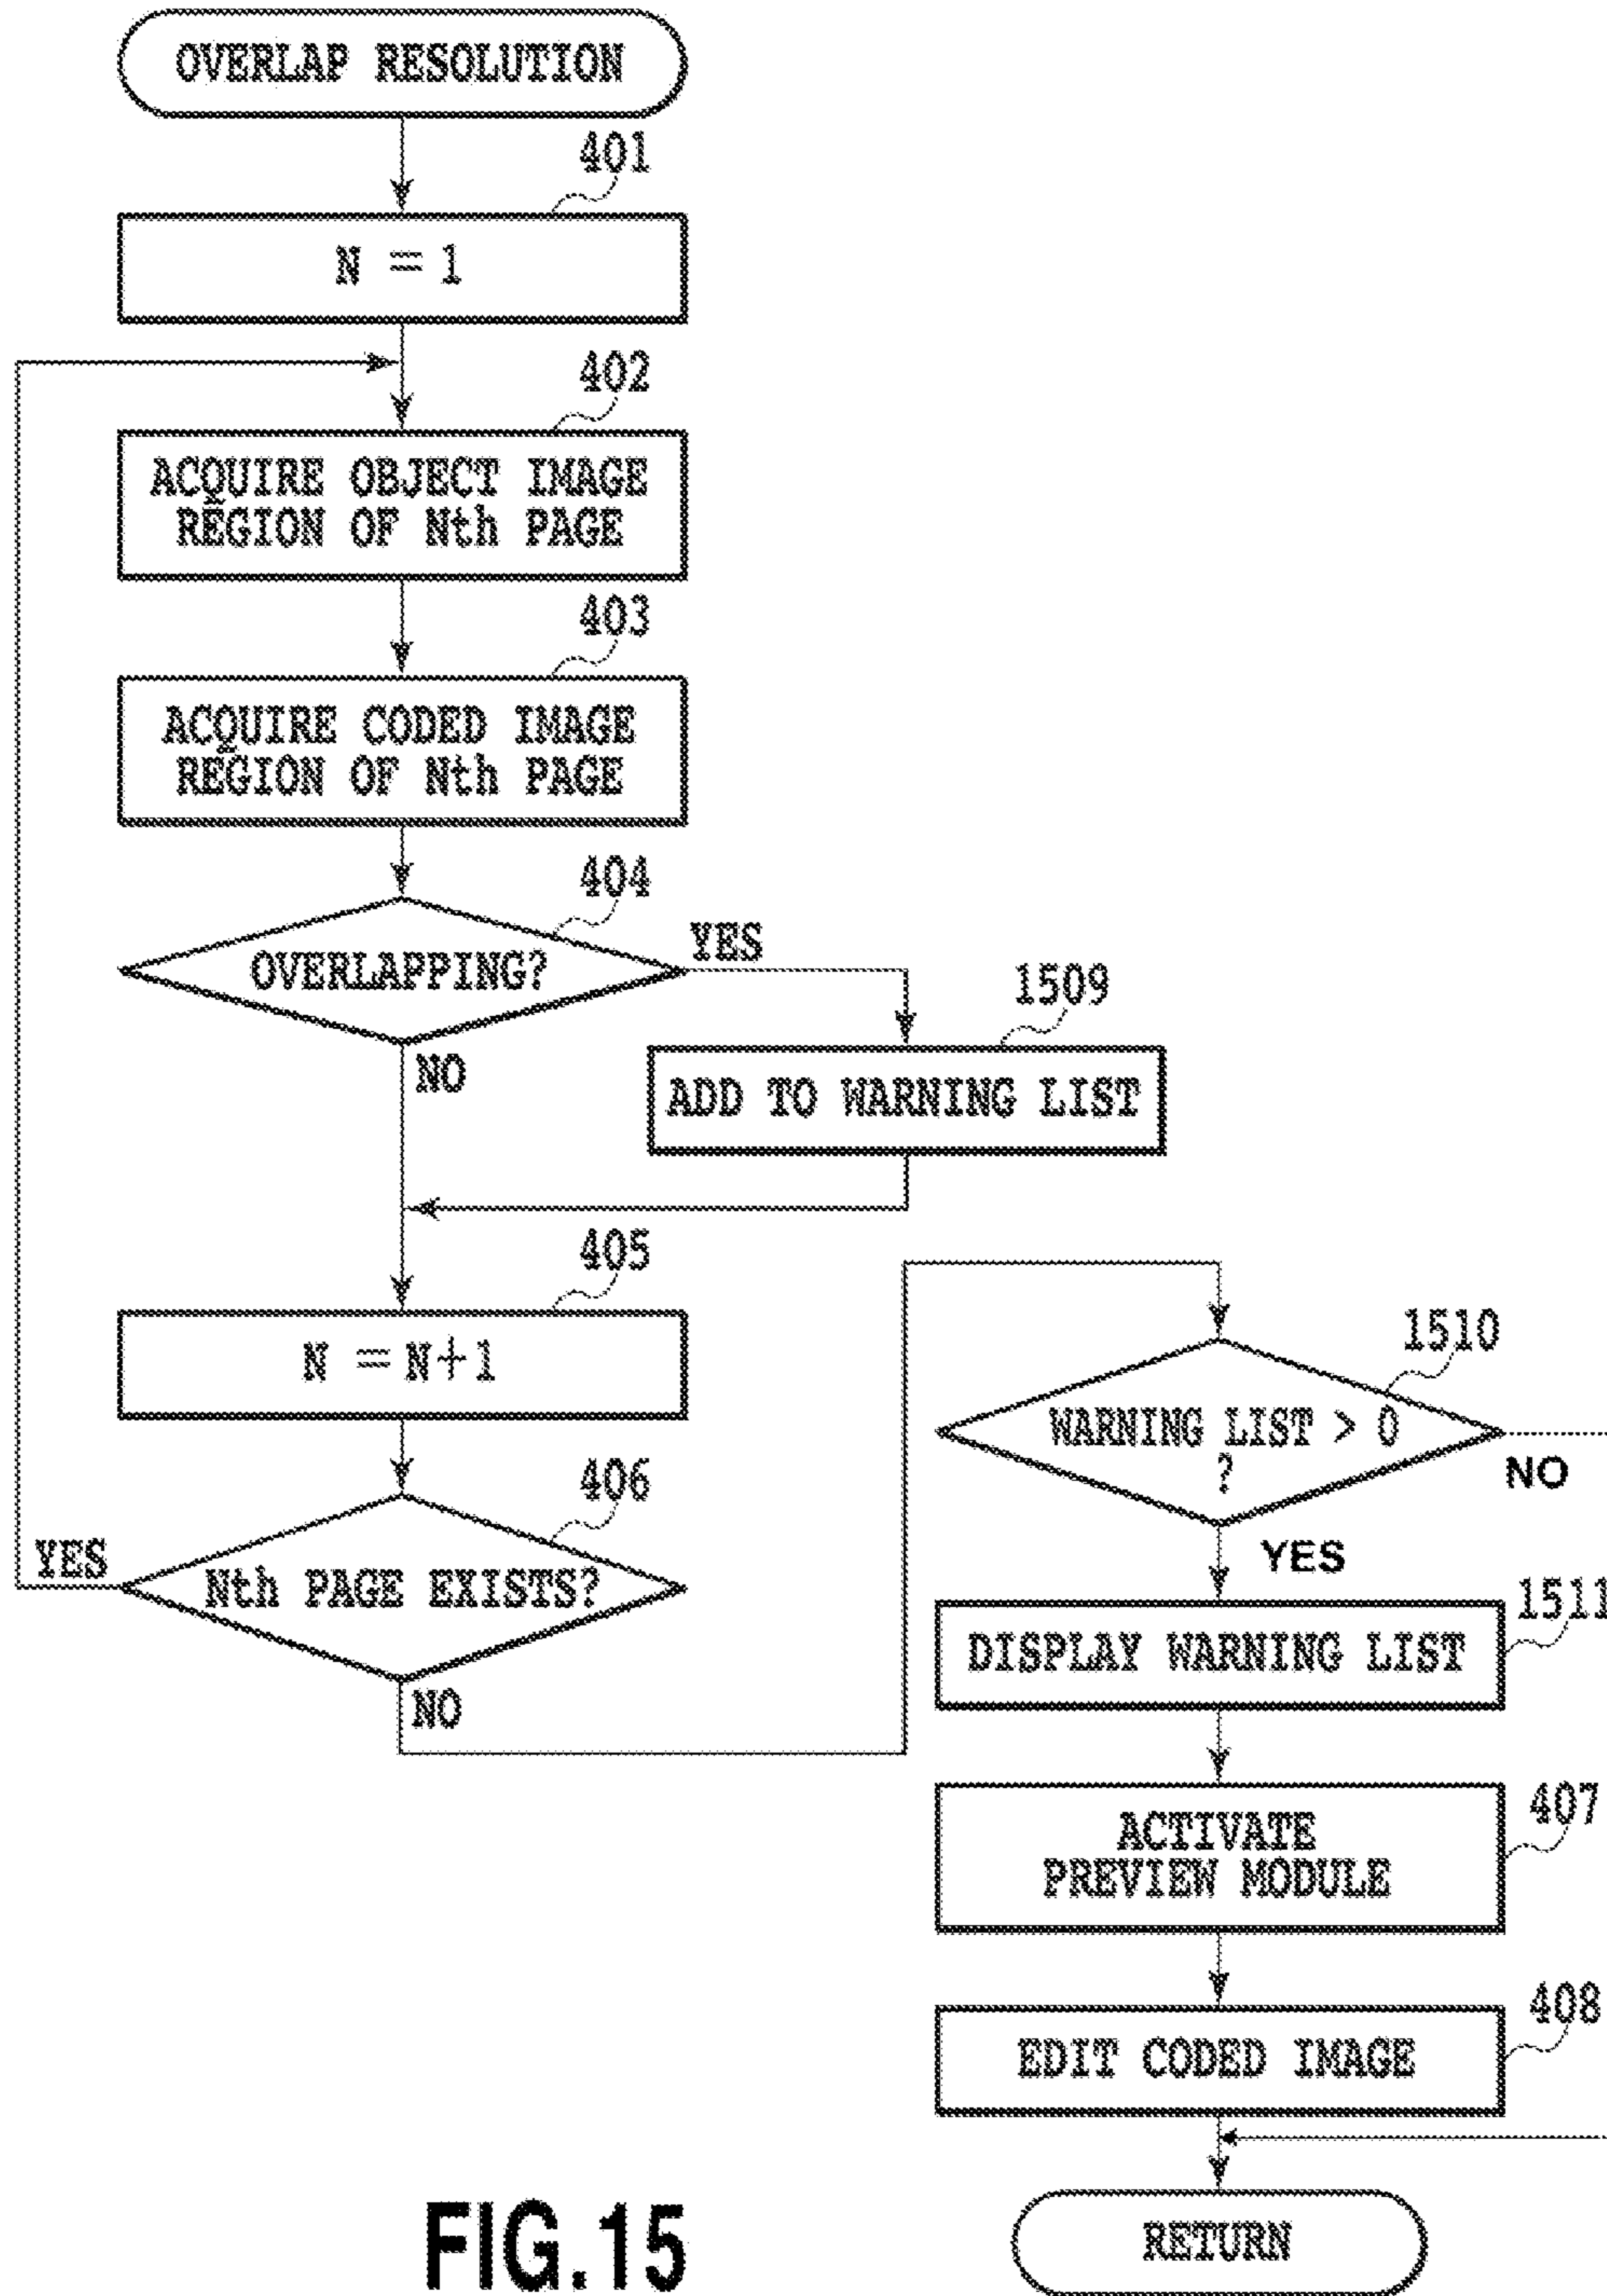 OVERLAP RESOLUTION
401
N = 1
402
ACQUIRE OBJECT IMAGE
REGION OF Nth PAGE
403
ACQUIRE CODED IMAGE
REGION OF Nth PAGE
404
OVERLAPPING?
YES
NO
1509
ADD TO WARNING LIST
405
N = N+1
406
Nth PAGE EXISTS?
YES
NO
1510
WARNING LIST > 0
?
NO
YES
1511
DISPLAY WARNING LIST
407
ACTIVATE
PREVIEW MODULE
408
EDIT CODED IMAGE
RETURN
FIG.15